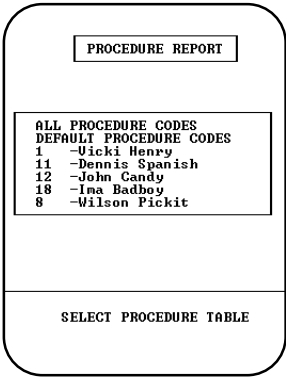 PROCEDURE REPORT
ALL PROCEDURE CODES
DEFAULT PROCEDURE CODES
1 -Vicki Henry
11 -Dennis Spanish
12 -John Candy
18 -Ima Badboy
8 -Wilson Pickit
SELECT PROCEDURE TABLE